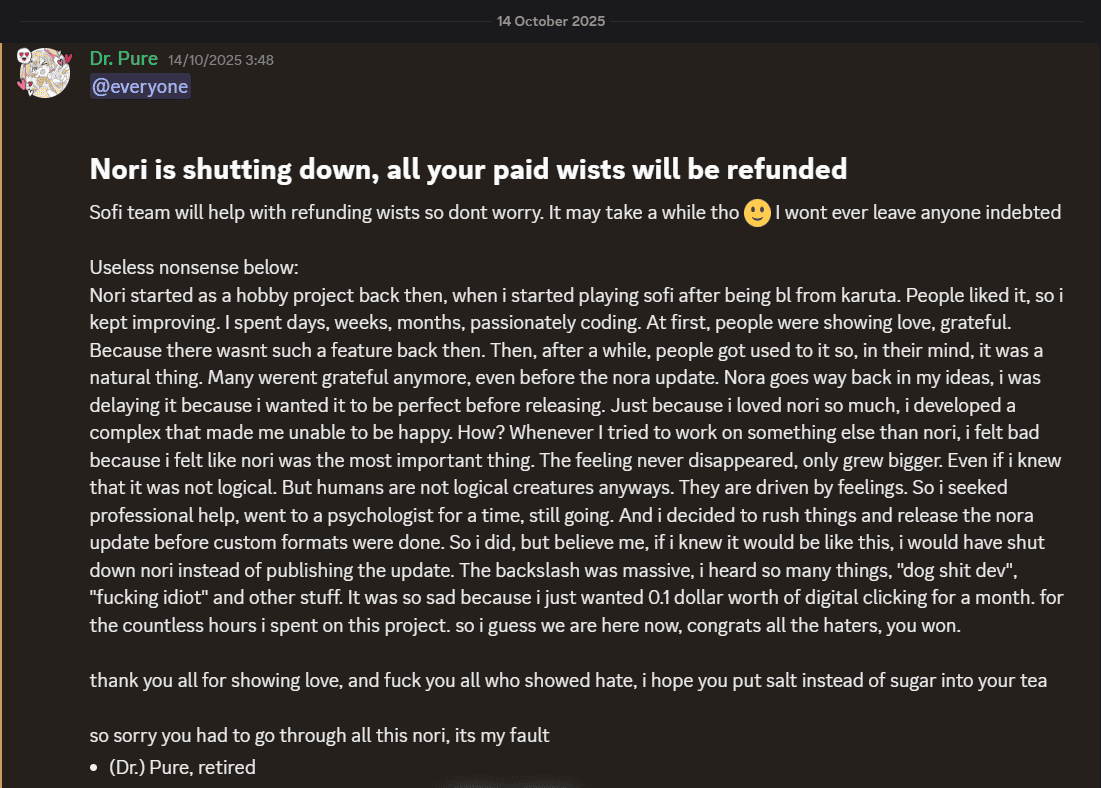 14 October 2025
Dr. Pure 14/10/2025 3:48
@everyone
Nori is shutting down, all your paid wists will be refunded
Sofi team will help with refunding wists so dont worry. It may take a while tho 🙂 I wont ever leave anyone indebted
Useless nonsense below:
Nori started as a hobby project back then, when i started playing sofi after being bl from karuta. People liked it, so i
kept improving. I spent days, weeks, months, passionately coding. At first, people were showing love, grateful.
Because there wasnt such a feature back then. Then, after a while, people got used to it so, in their mind, it was a
natural thing. Many werent grateful anymore, even before the nora update. Nora goes way back in my ideas, i was
delaying it because i wanted it to be perfect before releasing. Just because i loved nori so much, i developed a
complex that made me unable to be happy. How? Whenever I tried to work on something else than nori, i felt bad
because i felt like nori was the most important thing. The feeling never disappeared, only grew bigger. Even if i knew
that it was not logical. But humans are not logical creatures anyways. They are driven by feelings. So i seeked
professional help, went to a psychologist for a time, still going. And i decided to rush things and release the nora
update before custom formats were done. So i did, but believe me, if i knew it would be like this, i would have shut
down nori instead of publishing the update. The backslash was massive, i heard so many things, "dog shit dev",
"fucking idiot" and other stuff. It was so sad because i just wanted 0.1 dollar worth of digital clicking for a month. for
the countless hours i spent on this project. so i guess we are here now, congrats all the haters, you won.
thank you all for showing love, and fuck you all who showed hate, i hope you put salt instead of sugar into your tea
so sorry you had to go through all this nori, its my fault
• (Dr.) Pure, retired